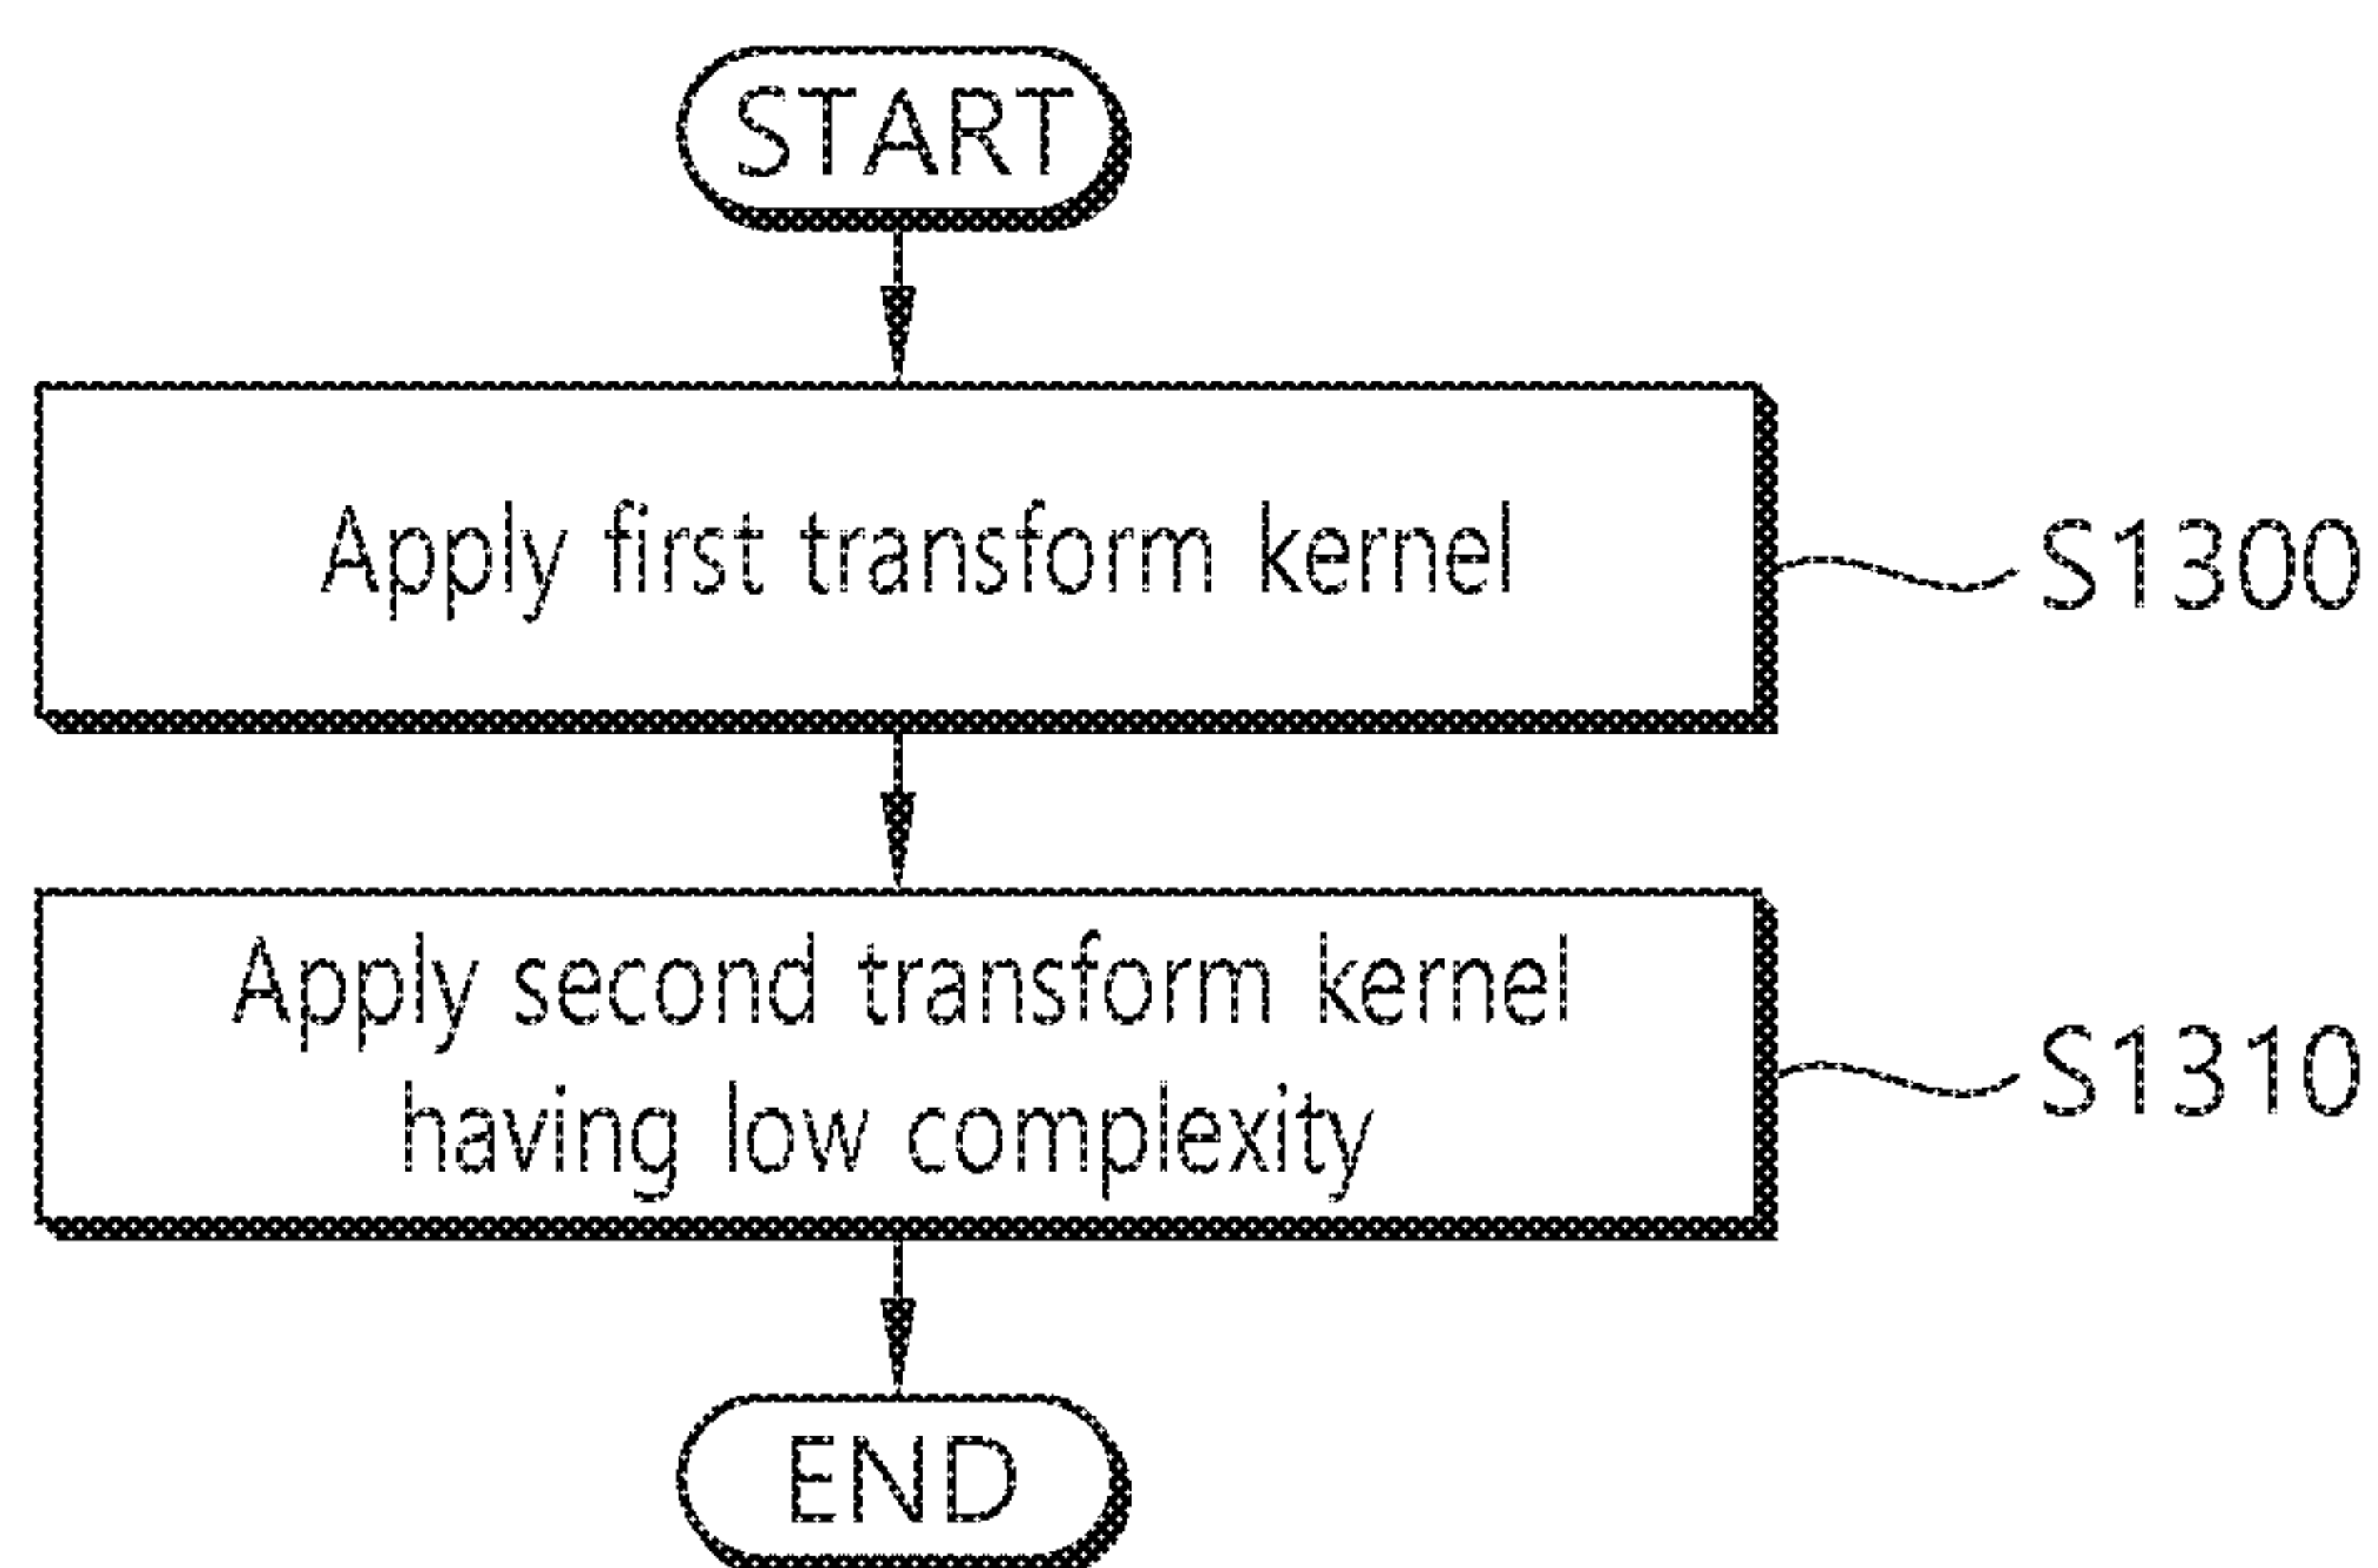 START
Apply first transform kernel
S1300
Apply second transform kernel
having low complexity
S1310
END